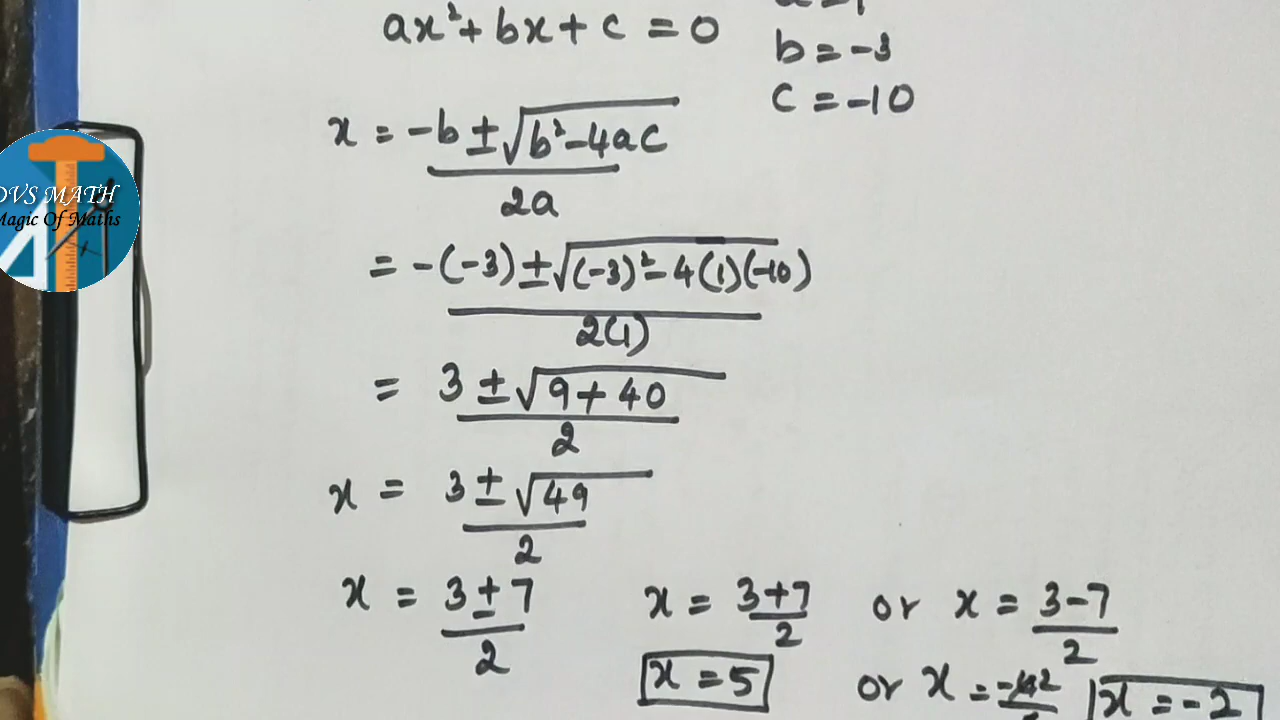 ax² + bx + c = 0
b = -3
c = -10
x = -b ± √b² - 4ac
2a
= -(-3) ± √(-3)² - 4(1)(-10)
2(1)
= 3 ± √9 + 40
2
x = 3 ± √49
2
x = 3 ± 7
2
x = 3+7 or x = 3-7
2 2
x = 5 or x = x = -2
DVS MATH
Magic Of Maths